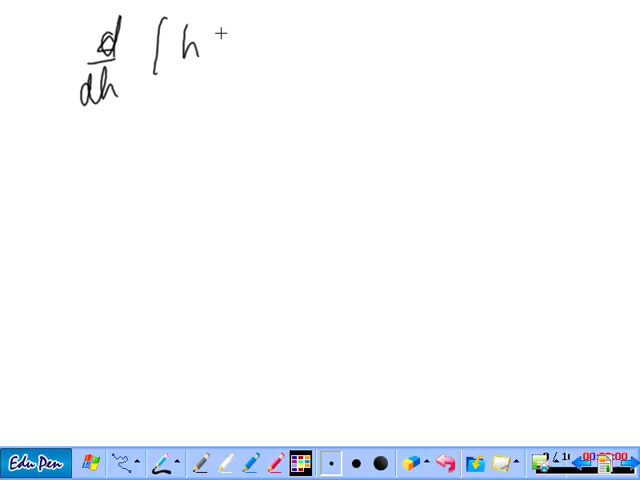 d
dh ∫ h
Edu Pen